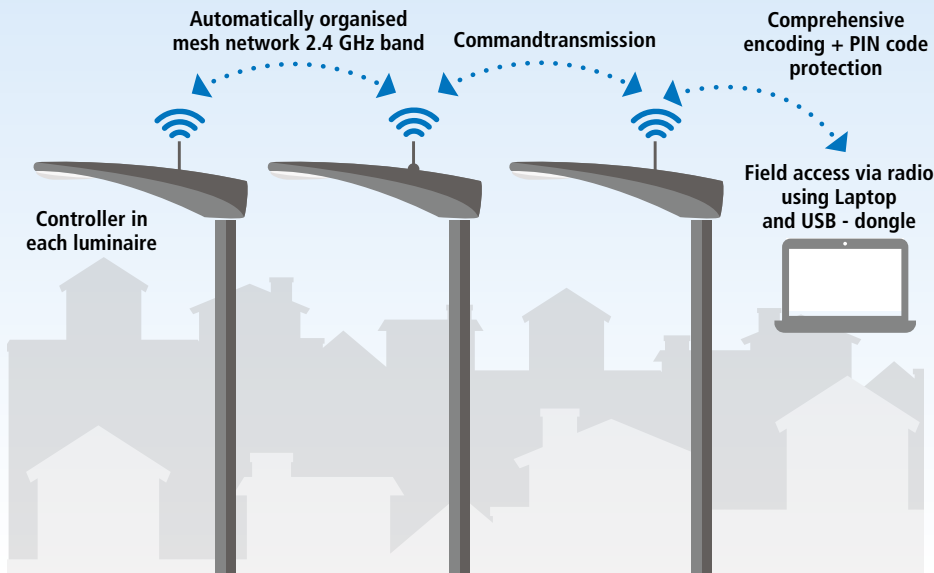 Automatically organised
mesh network 2.4 GHz band
Commandtransmission
Comprehensive
encoding + PIN code
protection
Controller in
each luminaire
Field access via radio
using Laptop
and USB - dongle